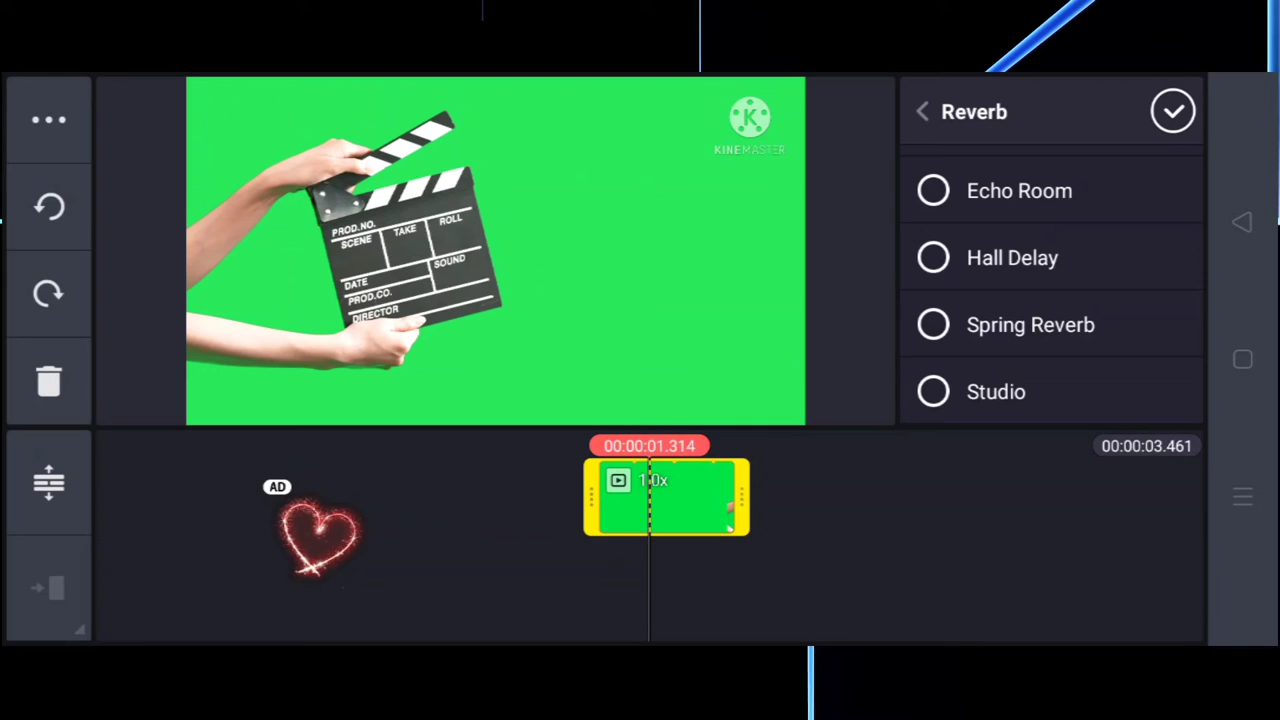 KINEMASTER
K
PROD.NO.
SCENE
TAKE
ROLL
DATE
SOUND
PROD.CO.
DIRECTOR
Reverb
Echo Room
Hall Delay
Spring Reverb
Studio
00:00:01.314
00:00:03.461
1.0x
AD